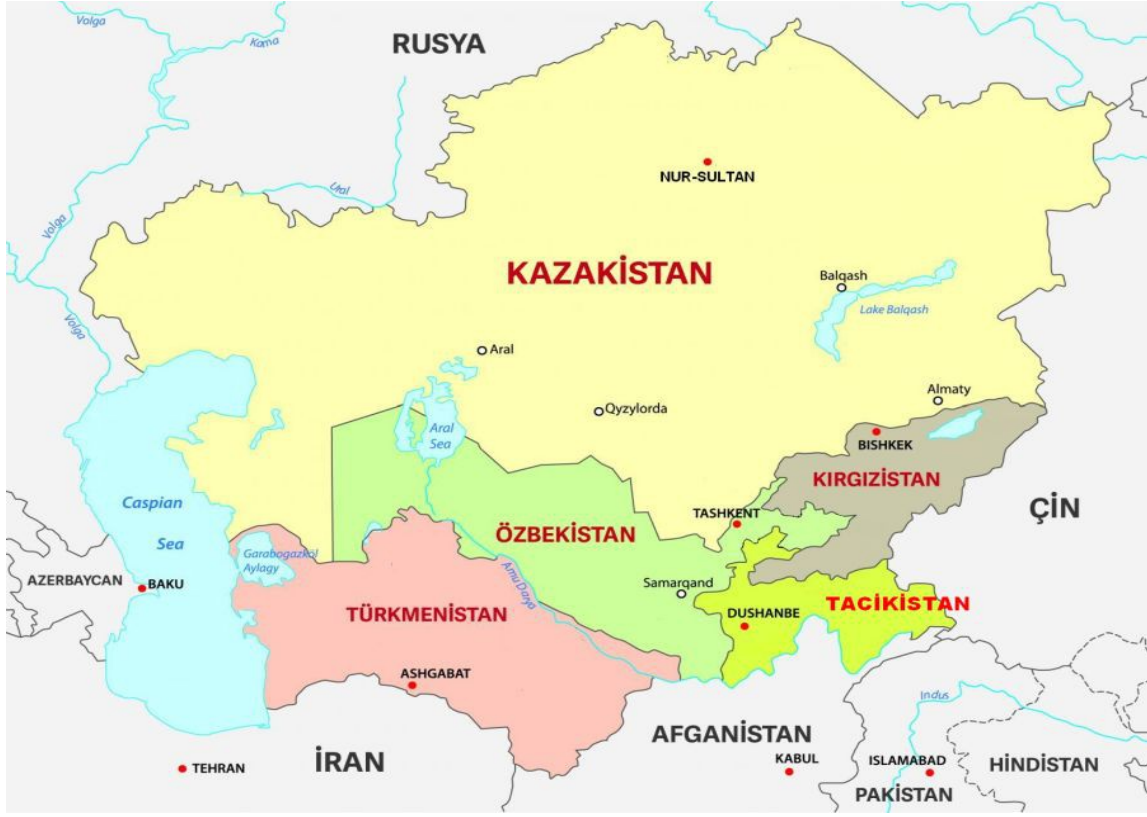 Volga
Kama
RUSYA
NUR-SULTAN
Ural
Volga
KAZAKİSTAN
Balqash
Lake Balqash
Volga
Aral
Almaty
Qyzylorda
Aral
Sea
BISHKEK
KIRGIZİSTAN
Caspian
Sea
TASHKENT
ÇİN
ÖZBEKİSTAN
Garabogazköl
Aylagy
AZERBAYCAN
BAKU
Amu Darya
Samarqand
TÜRKMENİSTAN
DUSHANBE
TACİKİSTAN
ASHGABAT
Indus
AFGANİSTAN
TEHRAN
İRAN
KABUL
ISLAMABAD
HİNDİSTAN
PAKİSTAN